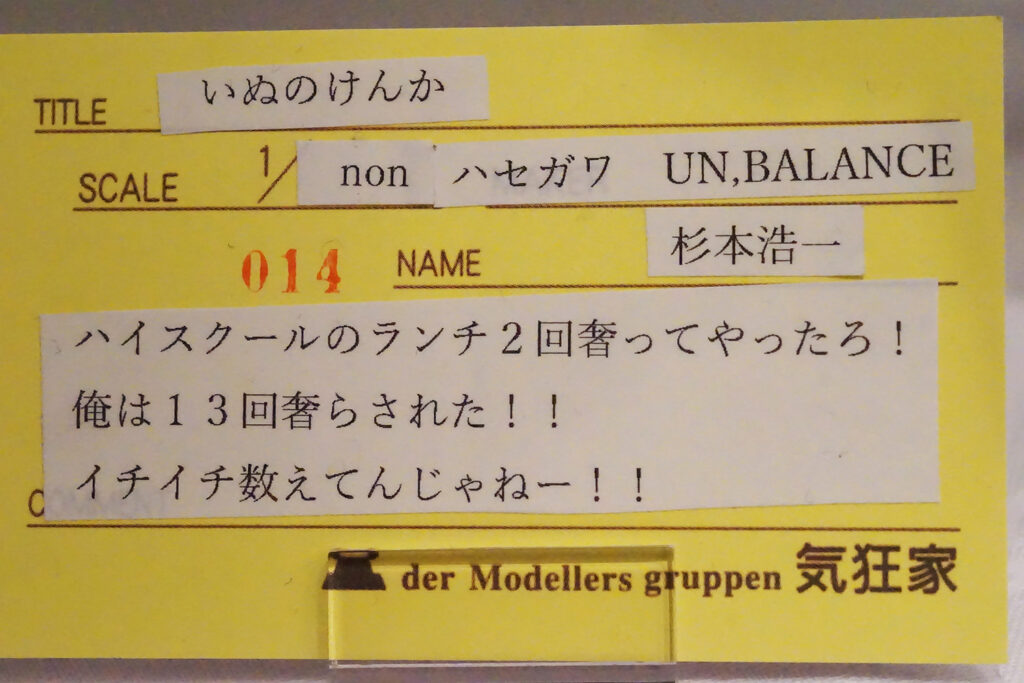 TITLE いぬのけんか
SCALE 1/ non ハセガワ UN,BALANCE
014 NAME 杉本浩一
ハイスクールのランチ２回奢ってやったろ！
俺は１３回奢らされた！！
イチイチ数えてんじゃねー！！
COMMENT
der Modellers gruppen 気狂家